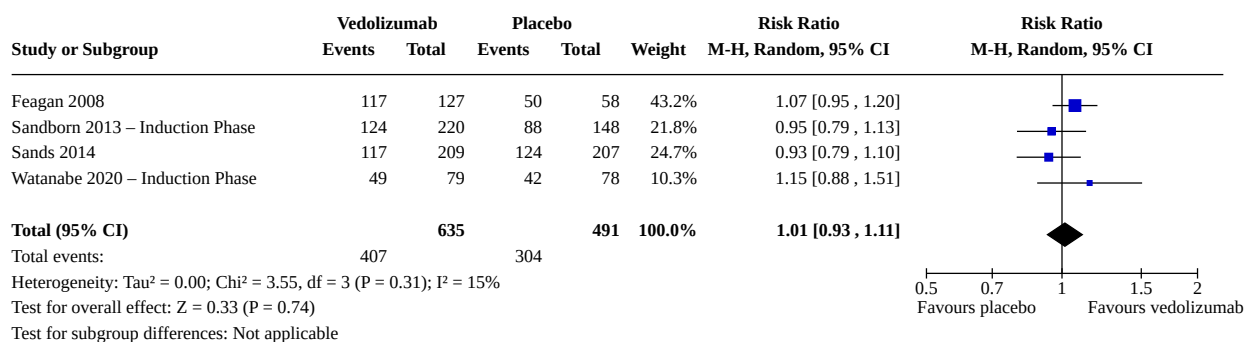 Vedolizumab Placebo Risk Ratio Risk Ratio
Study or Subgroup Events Total Events Total Weight M-H, Random, 95% CI M-H, Random, 95% CI
Feagan 2008 117 127 50 58 43.2% 1.07 [0.95 , 1.20]
Sandborn 2013 – Induction Phase 124 220 88 148 21.8% 0.95 [0.79 , 1.13]
Sands 2014 117 209 124 207 24.7% 0.93 [0.79 , 1.10]
Watanabe 2020 – Induction Phase 49 79 42 78 10.3% 1.15 [0.88 , 1.51]
Total (95% CI) 635 491 100.0% 1.01 [0.93 , 1.11]
Total events: 407 304
Heterogeneity: Tau² = 0.00; Chi² = 3.55, df = 3 (P = 0.31); I² = 15%
0.5 0.7 1 1.5 2
Test for overall effect: Z = 0.33 (P = 0.74) Favours placebo Favours vedolizumab
Test for subgroup differences: Not applicable